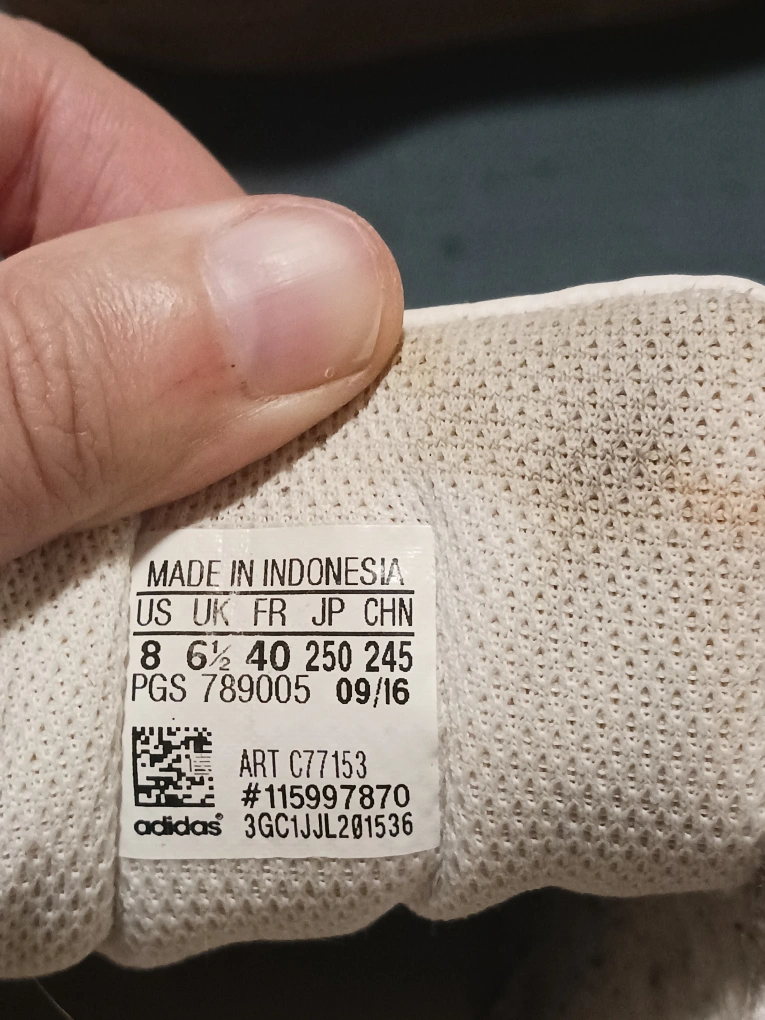 MADE IN INDONESIA
US UK FR JP CHN
8 6½ 40 250 245
PGS 789005 09/16
ART C77153
#115997870
adidas® 3GC1JJL201536